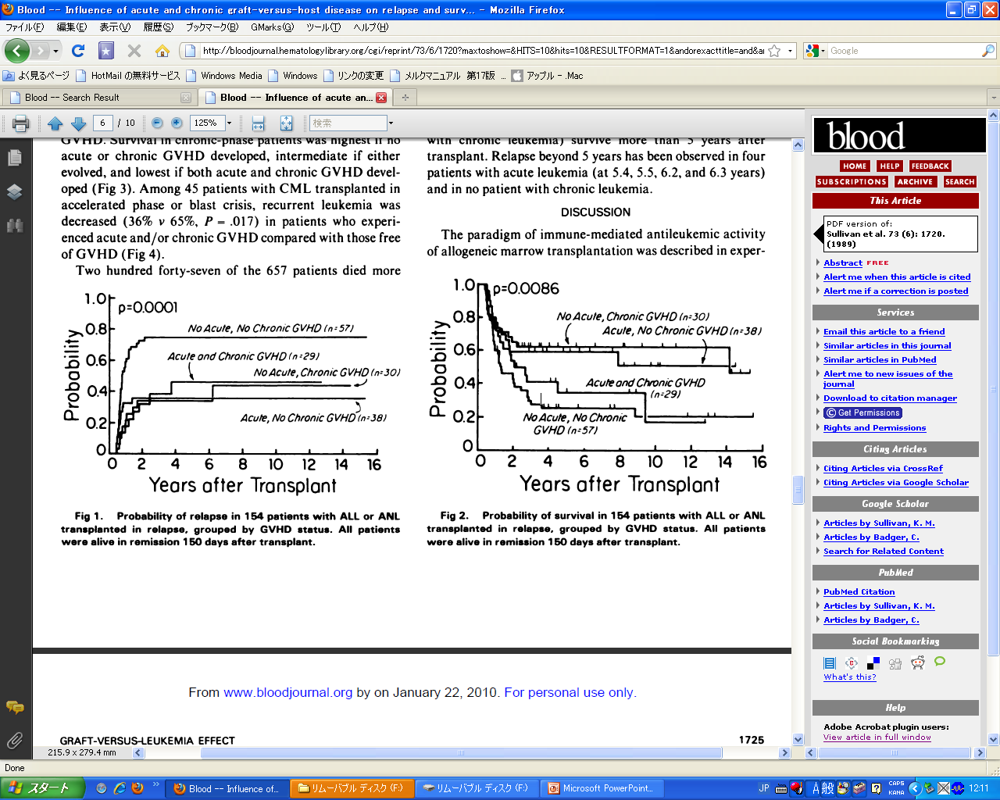 Blood -- Influence of acute and chronic graft-versus-host disease on relapse and surv... - Mozilla Firefox
ファイル(F) 編集(E) 表示(V) 履歴(S) ブックマーク(B) GMarks(G) ツール(T) ヘルプ(H)
http://bloodjournal.hematologylibrary.org/cgi/reprint/73/6/1720?maxtoshow=&HITS=10&hits=10&RESULTFORMAT=1&andorexacttitle=and&a
Google
よく見るページ HotMail の無料サービス Windows Media Windows リンクの変更 メルクマニュアル 第17版 ... アップル - .Mac
Blood -- Search Result
Blood -- Influence of acute an...
6 / 10 125% 検索
GVHD. Survival in chronic-phase patients was highest if no
acute or chronic GVHD developed, intermediate if either
evolved, and lowest if both acute and chronic GVHD devel-
oped (Fig 3). Among 45 patients with CML transplanted in
accelerated phase or blast crisis, recurrent leukemia was
decreased (36% v 65%, P = .017) in patients who experi-
enced acute and/or chronic GVHD compared with those free
of GVHD (Fig 4).
Two hundred forty-seven of the 657 patients died more
with chronic leukemia) survive more than 5 years after
transplant. Relapse beyond 5 years has been observed in four
patients with acute leukemia (at 5.4, 5.5, 6.2, and 6.3 years)
and in no patient with chronic leukemia.
DISCUSSION
The paradigm of immune-mediated antileukemic activity
of allogeneic marrow transplantation was described in exper-
Probability
1.0
0.8
0.6
0.4
0.2
0
p=0.0001
No Acute, No Chronic GVHD (n=57)
Acute and Chronic GVHD (n=29)
No Acute, Chronic GVHD (n=30)
Acute, No Chronic GVHD (n=38)
0 2 4 6 8 10 12 14 16
Years after Transplant
Fig 1. Probability of relapse in 154 patients with ALL or ANL
transplanted in relapse, grouped by GVHD status. All patients
were alive in remission 150 days after transplant.
Probability
1.0
0.8
0.6
0.4
0.2
0
p=0.0086
No Acute, Chronic GVHD (n=30)
Acute, No Chronic GVHD (n=38)
Acute and Chronic GVHD
(n=29)
No Acute, No Chronic
GVHD (n=57)
0 2 4 6 8 10 12 14 16
Years after Transplant
Fig 2. Probability of survival in 154 patients with ALL or ANL
transplanted in relapse, grouped by GVHD status. All patients
were alive in remission 150 days after transplant.
From www.bloodjournal.org by on January 22, 2010. For personal use only.
GRAFT-VERSUS-LEUKEMIA EFFECT 1725
215.9 x 279.4 mm
blood
HOME HELP FEEDBACK
SUBSCRIPTIONS ARCHIVE SEARCH
This Article
PDF version of:
Sullivan et al. 73 (6): 1720.
(1989)
Abstract FREE
Alert me when this article is cited
Alert me if a correction is posted
Services
Email this article to a friend
Similar articles in this journal
Similar articles in PubMed
Alert me to new issues of the
journal
Download to citation manager
© Get Permissions
Rights and Permissions
Citing Articles
Citing Articles via CrossRef
Citing Articles via Google Scholar
Google Scholar
Articles by Sullivan, K. M.
Articles by Badger, C.
Search for Related Content
PubMed
PubMed Citation
Articles by Sullivan, K. M.
Articles by Badger, C.
Social Bookmarking
What's this?
Help
Adobe Acrobat plugin users:
View article in full window
Done
スタート Blood -- Influence of... リムーバブル ディスク (F:) リムーバブル ディスク (F:) Microsoft PowerPoint... JP A 般 CAPS KANA 12:11